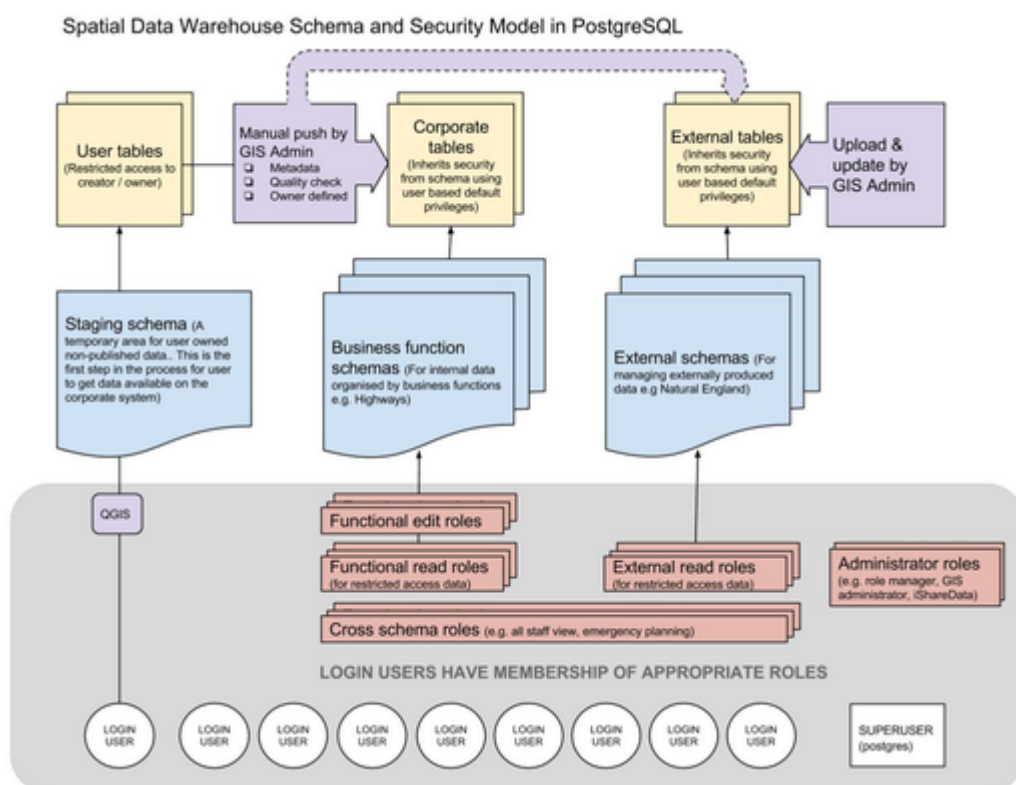 Spatial Data Warehouse Schema and Security Model in PostgreSQL
User tables
(Restricted access to
creator / owner)
Manual push by
GIS Admin
❑ Metadata
❑ Quality check
❑ Owner defined
Corporate
tables
(Inherits security
from schema using
user based default
privileges)
External tables
(Inherits security
from schema using
user based default
privileges)
Upload &
update by
GIS Admin
Staging schema (A
temporary area for user owned
non-published data.. This is the
first step in the process for user
to get data available on the
corporate system)
Business function
schemas (For internal data
organised by business functions
e.g. Highways)
External schemas (For
managing externally produced
data e.g Natural England)
QGIS
Functional edit roles
Functional read roles
(for restricted access data)
External read roles
(for restricted access data)
Administrator roles
(e.g. role manager, GIS
administrator, iShareData)
Cross schema roles (e.g. all staff view, emergency planning)
LOGIN USERS HAVE MEMBERSHIP OF APPROPRIATE ROLES
LOGIN
USER
LOGIN
USER
LOGIN
USER
LOGIN
USER
LOGIN
USER
LOGIN
USER
LOGIN
USER
LOGIN
USER
LOGIN
USER
SUPERUSER
(postgres)